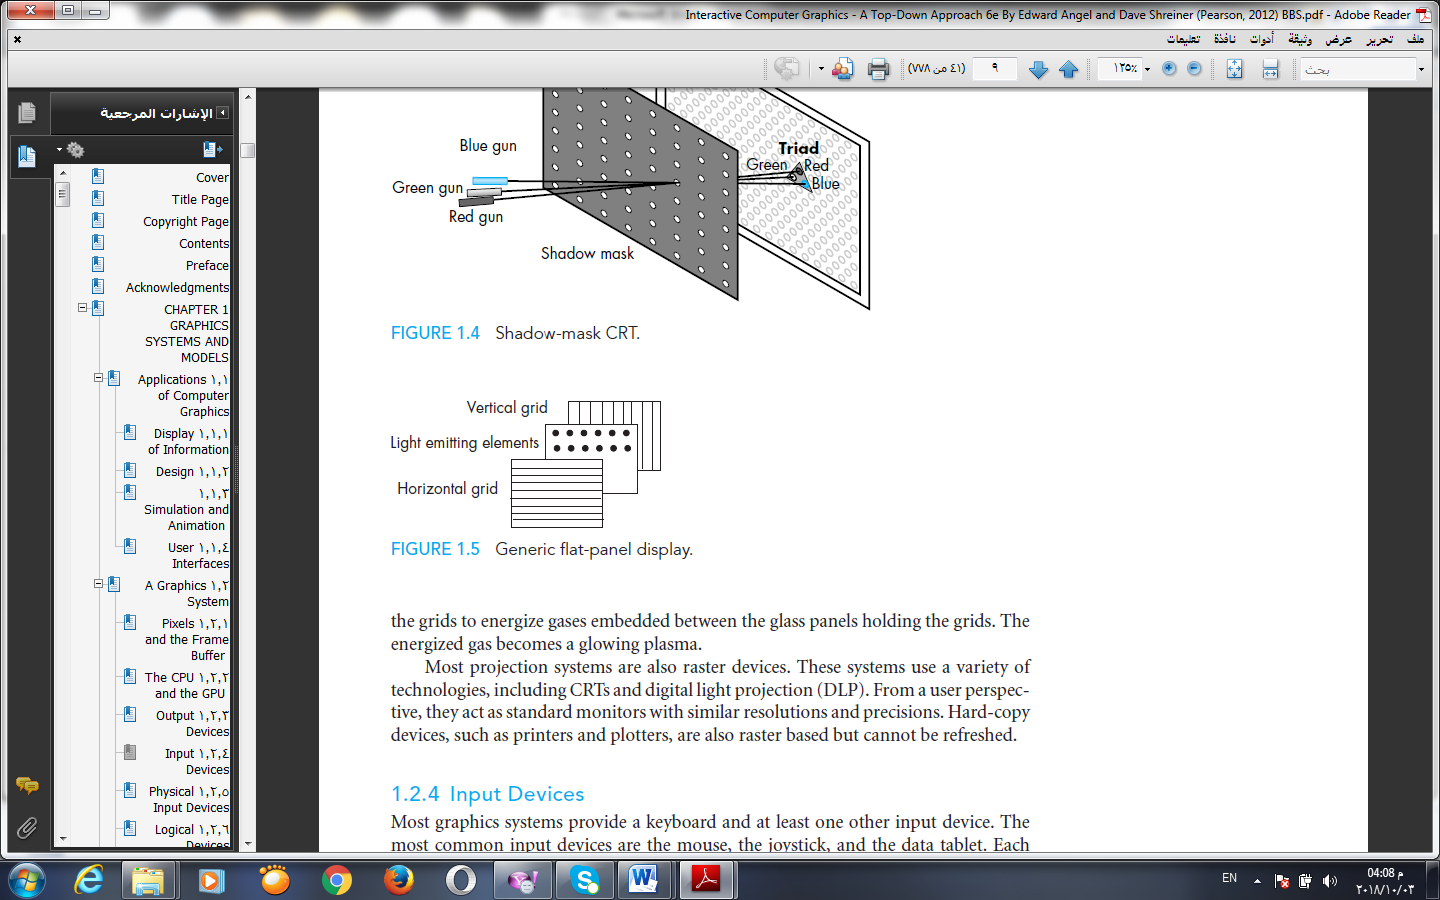 Interactive Computer Graphics - A Top-Down Approach 6e By Edward Angel and Dave Shreiner (Pearson, 2012) BBS.pdf - Adobe Reader
ملف تحرير عرض وثيقة أدوات نافذة تعليمات
(٤١ من ٧٧٨) ٩ ١٢٥٪ بحث
الإشارات المرجعية
Cover
Title Page
Copyright Page
Contents
Preface
Acknowledgments
CHAPTER 1
GRAPHICS
SYSTEMS AND
MODELS
Applications ١,١
of Computer
Graphics
Display ١,١,١
of Information
Design ١,١,٢
١,١,٣
Simulation and
Animation
User ١,١,٤
Interfaces
A Graphics ١,٢
System
Pixels ١,٢,١
and the Frame
Buffer
The CPU ١,٢,٢
and the GPU
Output ١,٢,٣
Devices
Input ١,٢,٤
Devices
Physical ١,٢,٥
Input Devices
Logical ١,٢,٦
Devices
Blue gun
Green gun
Red gun
Shadow mask
Triad
Green Red
Blue
FIGURE 1.4 Shadow-mask CRT.
Vertical grid
Light emitting elements
Horizontal grid
FIGURE 1.5 Generic flat-panel display.
the grids to energize gases embedded between the glass panels holding the grids. The
energized gas becomes a glowing plasma.
Most projection systems are also raster devices. These systems use a variety of
technologies, including CRTs and digital light projection (DLP). From a user perspec-
tive, they act as standard monitors with similar resolutions and precisions. Hard-copy
devices, such as printers and plotters, are also raster based but cannot be refreshed.
1.2.4 Input Devices
Most graphics systems provide a keyboard and at least one other input device. The
most common input devices are the mouse, the joystick, and the data tablet. Each
EN
04:08 م
٢٠١٨/١٠/٠٣